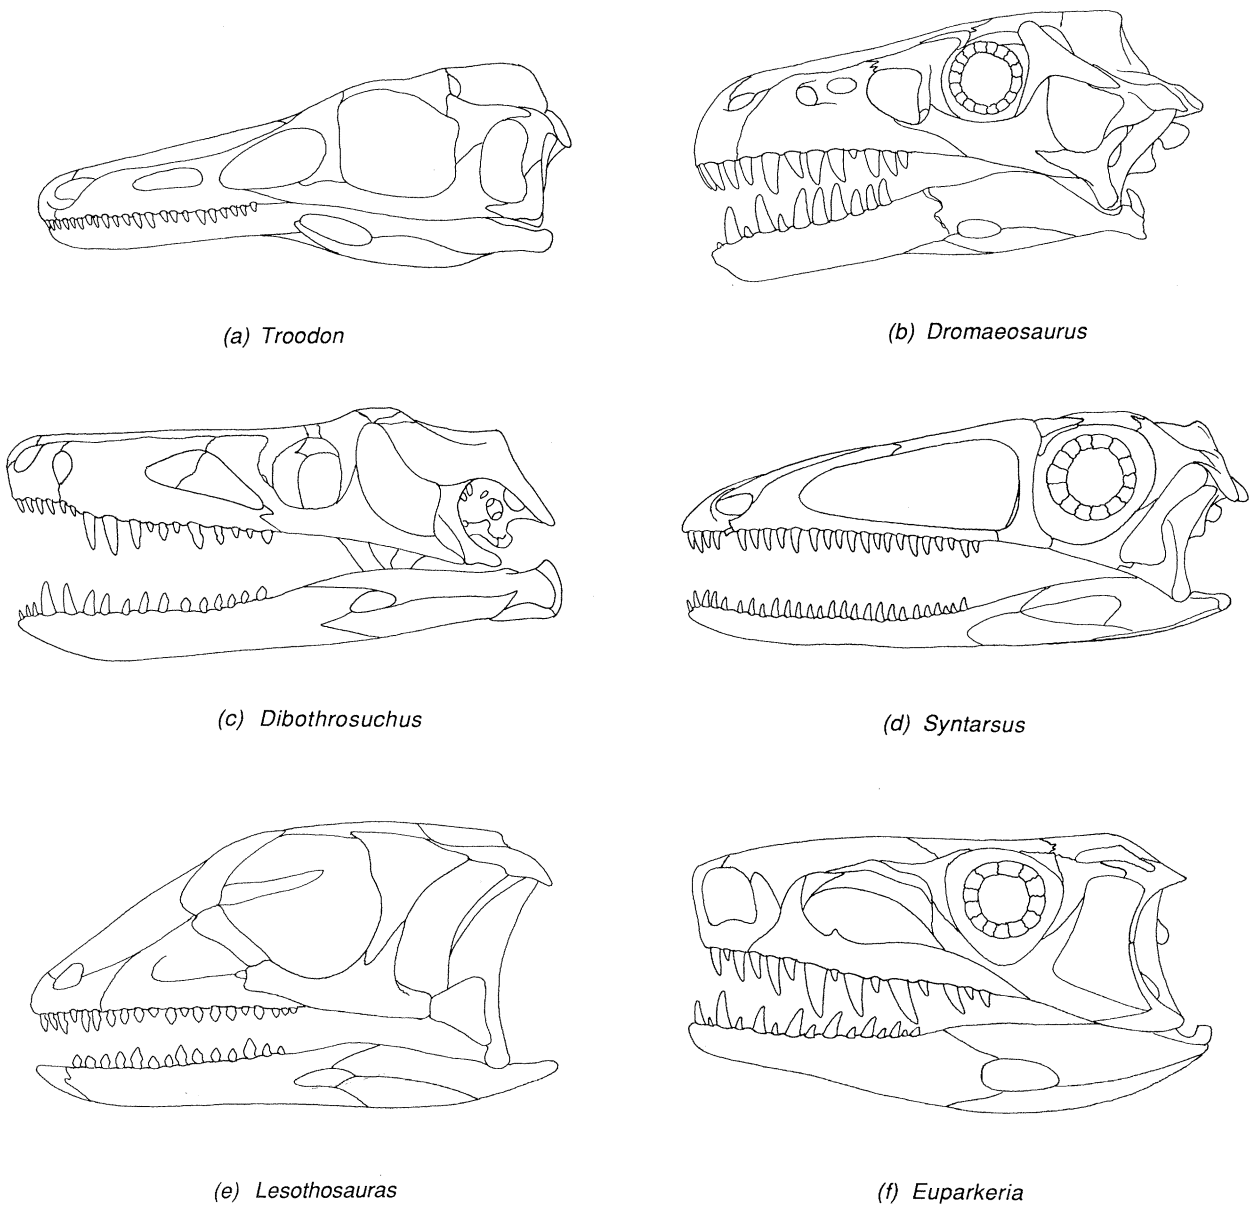 (a) Troodon
(b) Dromaeosaurus
(c) Dibothrosuchus
(d) Syntarsus
(e) Lesothosauras
(f) Euparkeria